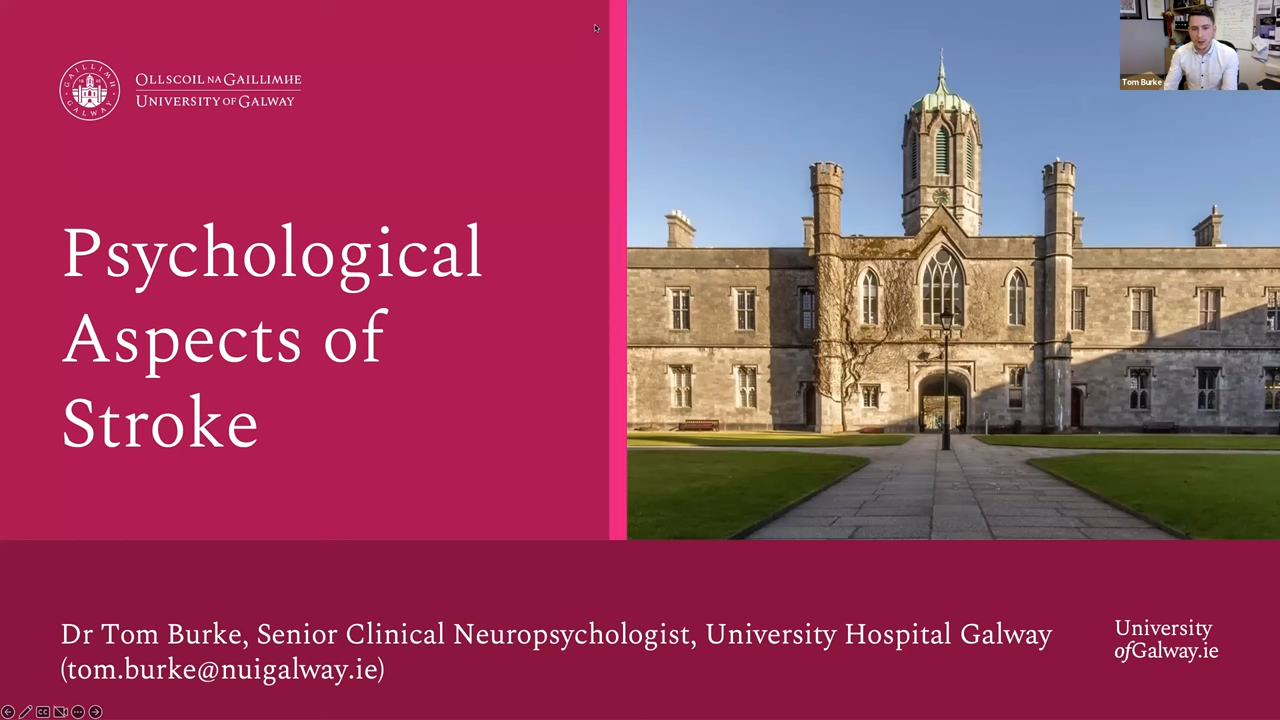 OLLSCOIL NA GAILLIMHE
UNIVERSITY OF GALWAY
Psychological
Aspects of
Stroke
Tom Burke
Dr Tom Burke, Senior Clinical Neuropsychologist, University Hospital Galway
(tom.burke@nuigalway.ie)
University
ofGalway.ie